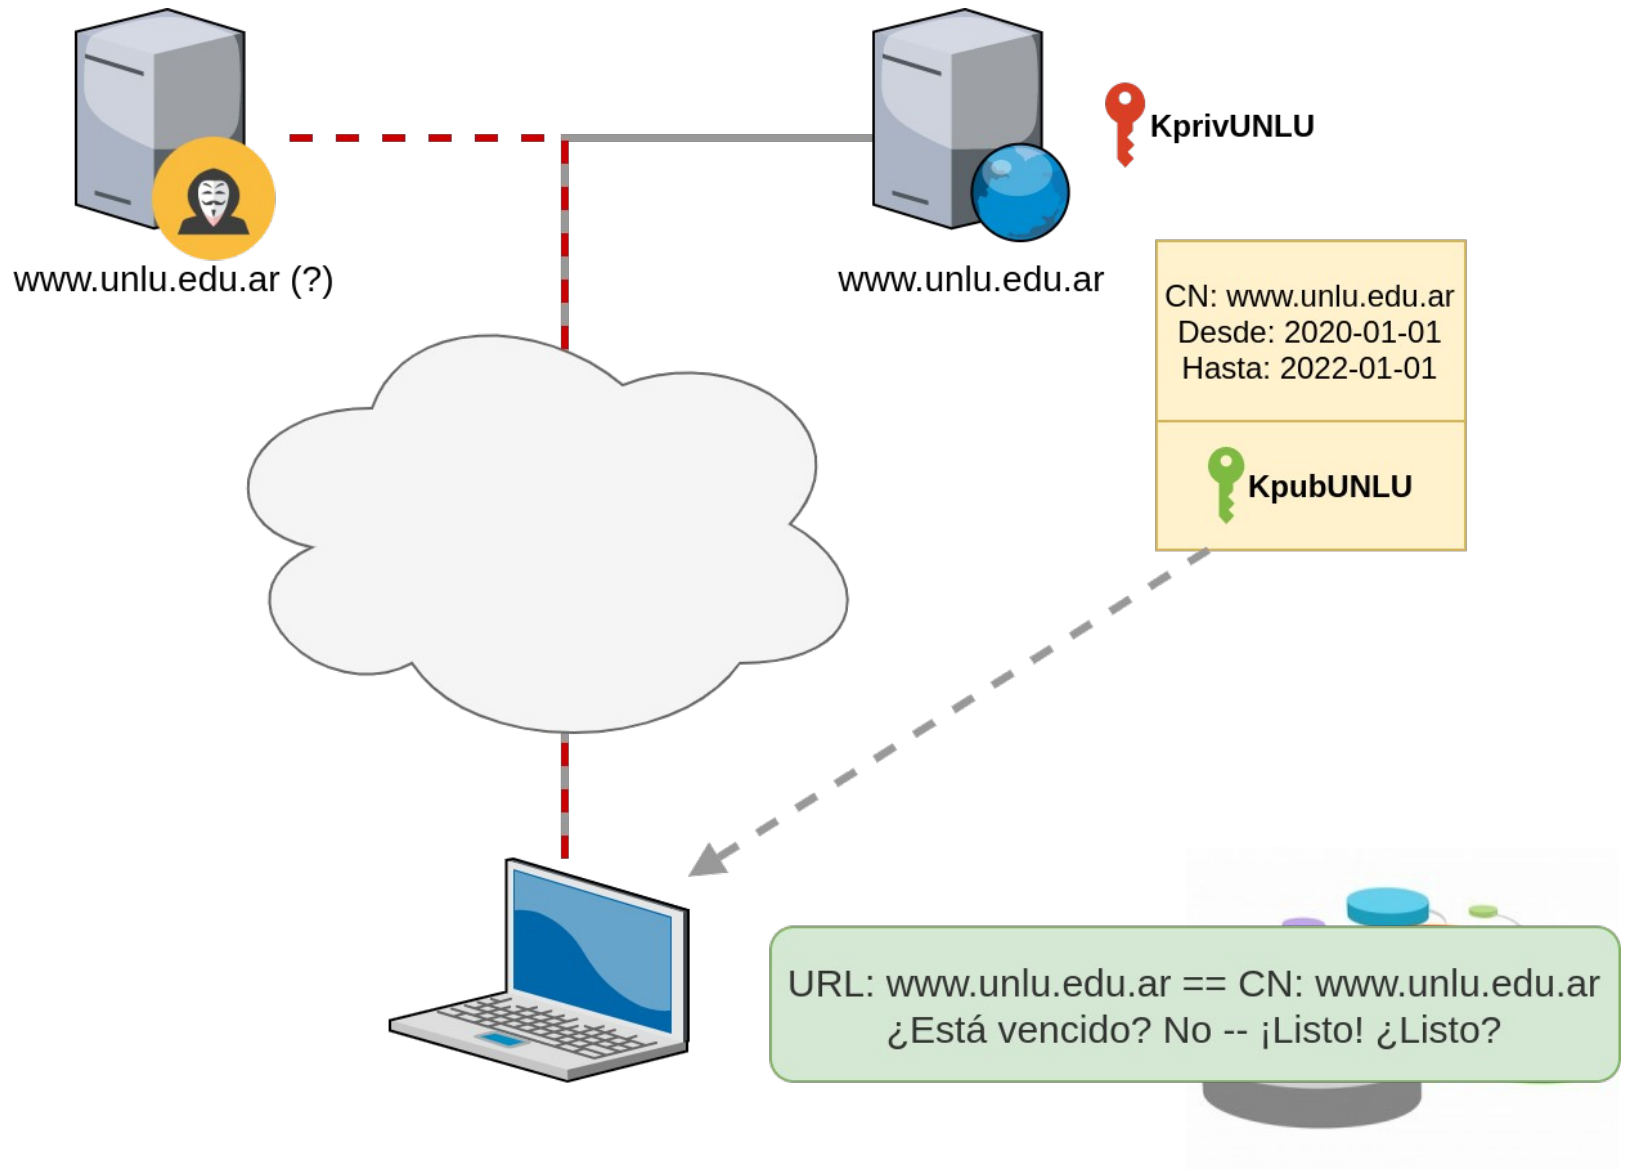 KprivUNLU
www.unlu.edu.ar (?)
www.unlu.edu.ar
CN: www.unlu.edu.ar
Desde: 2020-01-01
Hasta: 2022-01-01
KpubUNLU
URL: www.unlu.edu.ar == CN: www.unlu.edu.ar
¿Está vencido? No -- ¡Listo! ¿Listo?